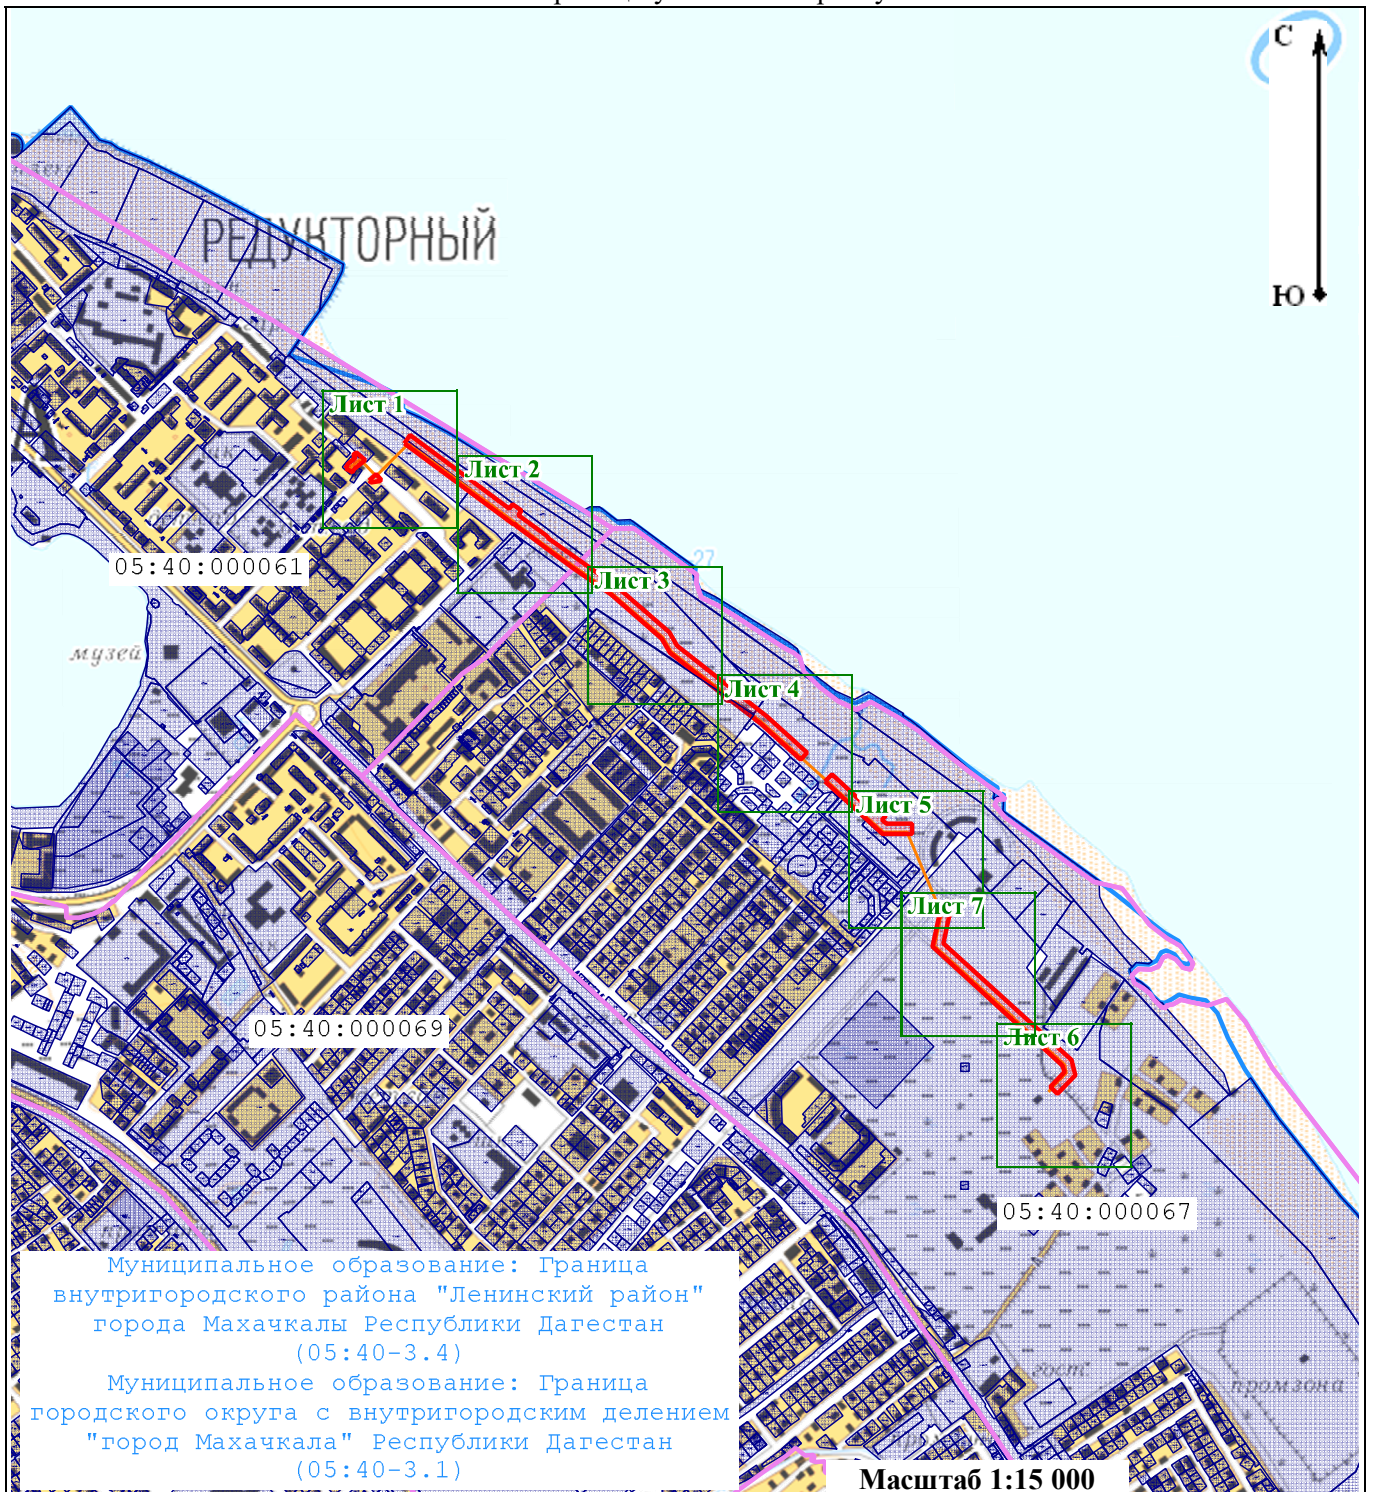 С
Ю
РЕДУКТОРНЫЙ
Лист 1
Лист 2
27
05:40:000061
Лист 3
музей
Лист 4
Лист 5
Лист 7
05:40:000069
Лист 6
05:40:000067
Муниципальное образование: Граница
внутригородского района "Ленинский район"
города Махачкалы Республики Дагестан
(05:40-3.4)
Муниципальное образование: Граница
городского округа с внутригородским делением
"город Махачкала" Республики Дагестан
(05:40-3.1)
гост.
промзона
Масштаб 1:15 000